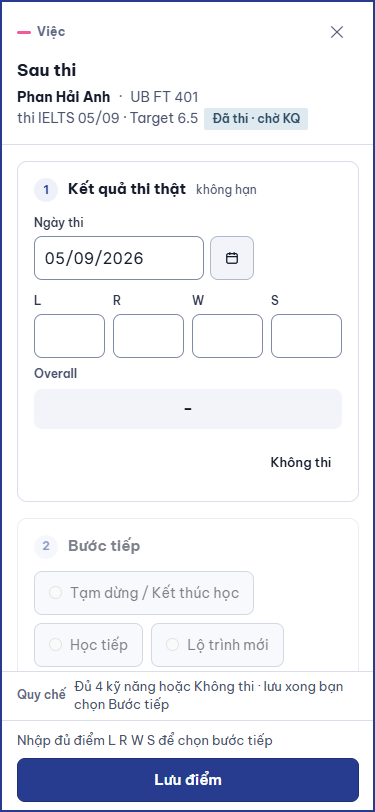 Việc
Sau thi
Phan Hải Anh · UB FT 401
thi IELTS 05/09 · Target 6.5 Đã thi · chờ KQ
1 Kết quả thi thật không hạn
Ngày thi
05/09/2026
L R W S
Overall
–
Không thi
2 Bước tiếp
Tạm dừng / Kết thúc học
Học tiếp Lộ trình mới
Quy chế Đủ 4 kỹ năng hoặc Không thi · lưu xong bạn
chọn Bước tiếp
Nhập đủ điểm L R W S để chọn bước tiếp
Lưu điểm